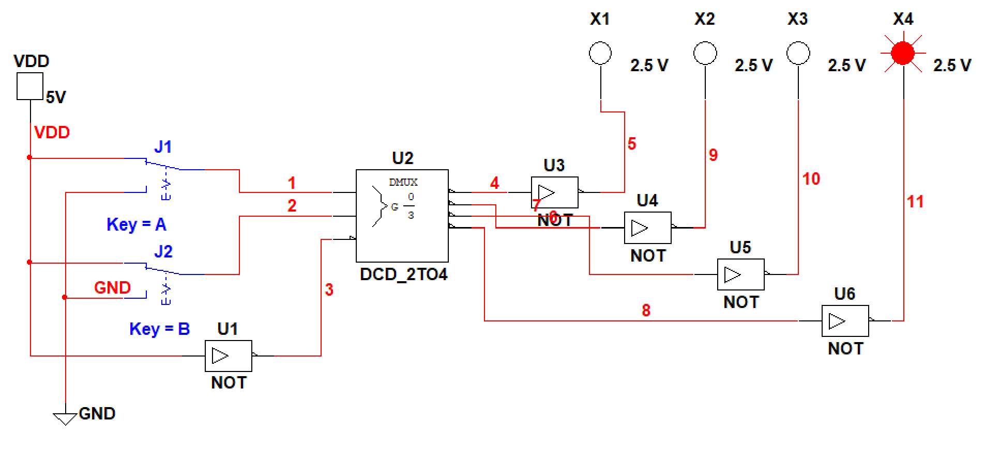 X1
X2
X3
X4
2.5 V
2.5 V
2.5 V
2.5 V
VDD
5V
VDD
J1
Key = A
J2
GND
Key = B
U1
NOT
GND
1
2
3
U2
DMUX
0
G
3
DCD_2TO4
4
U3
NOT
7
6
5
U4
NOT
9
U5
NOT
10
8
U6
NOT
11